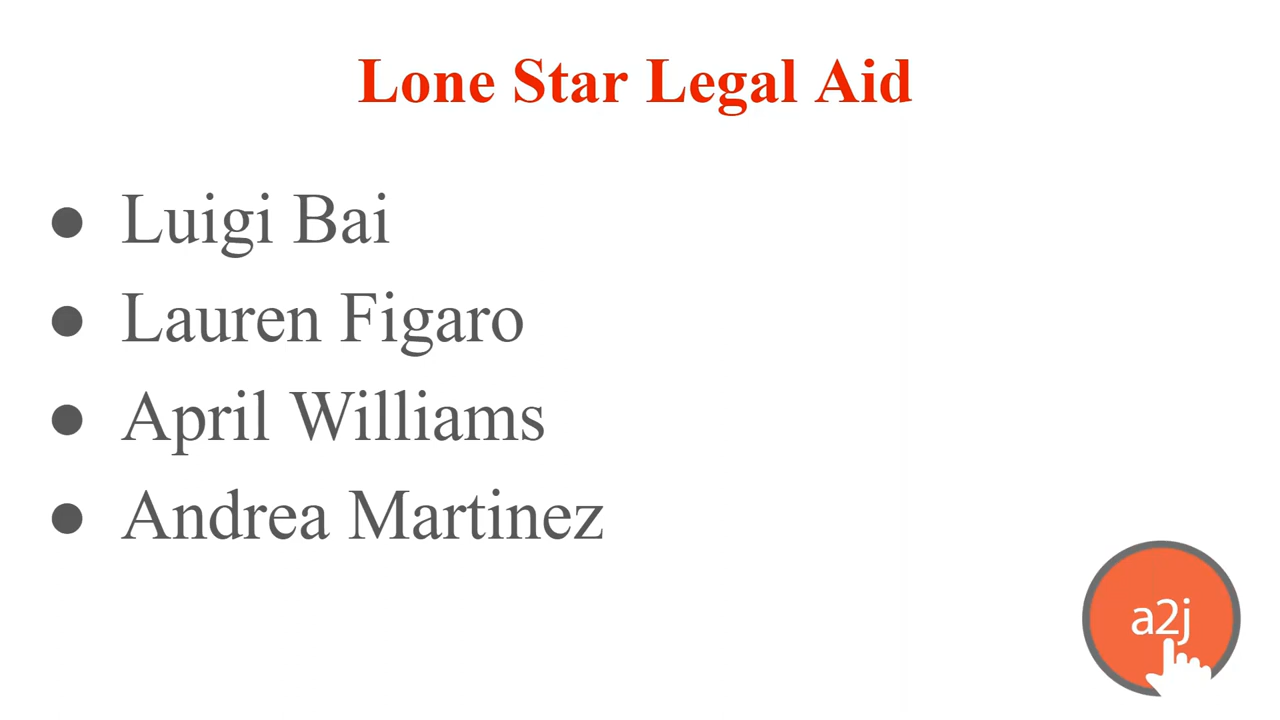 Lone Star Legal Aid
● Luigi Bai
● Lauren Figaro
● April Williams
● Andrea Martinez
a2j